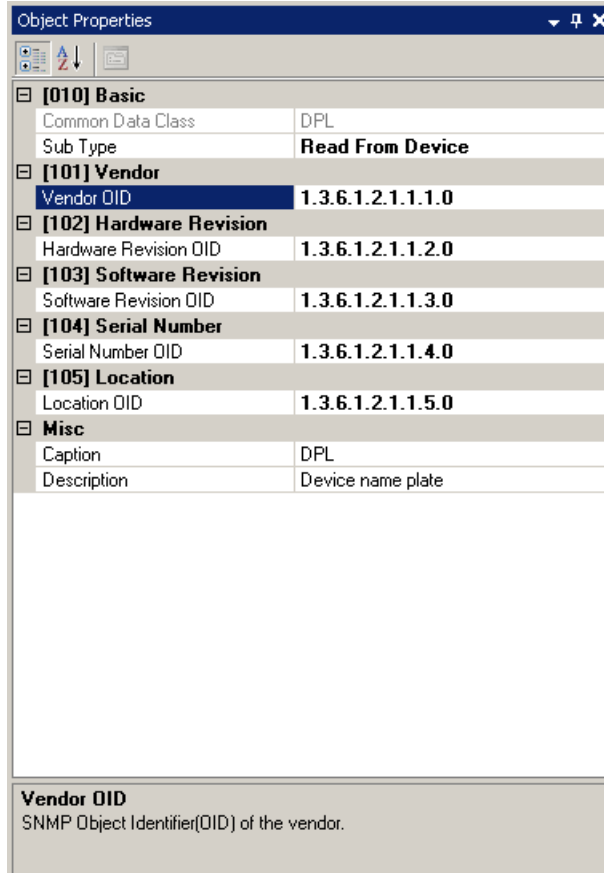 Object Properties
[010] Basic
Common Data Class DPL
Sub Type Read From Device
[101] Vendor
Vendor OID 1.3.6.1.2.1.1.1.0
[102] Hardware Revision
Hardware Revision OID 1.3.6.1.2.1.1.2.0
[103] Software Revision
Software Revision OID 1.3.6.1.2.1.1.3.0
[104] Serial Number
Serial Number OID 1.3.6.1.2.1.1.4.0
[105] Location
Location OID 1.3.6.1.2.1.1.5.0
Misc
Caption DPL
Description Device name plate
Vendor OID
SNMP Object Identifier(OID) of the vendor.